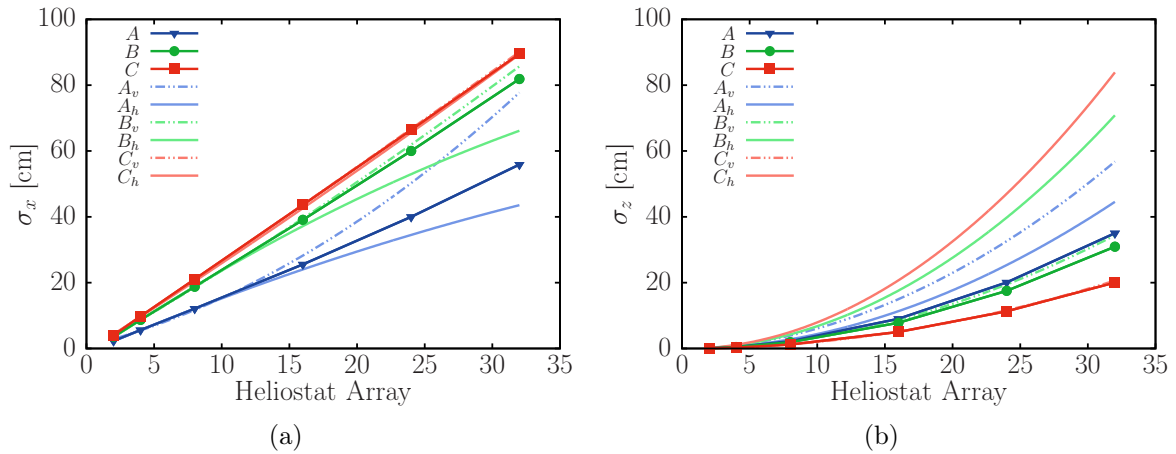 100
80
60
40
20
0
σx [cm]
A
B
C
Av
Ah
Bv
Bh
Cv
Ch
0 5 10 15 20 25 30 35
Heliostat Array
(a)
100
80
60
40
20
0
σz [cm]
A
B
C
Av
Ah
Bv
Bh
Cv
Ch
0 5 10 15 20 25 30 35
Heliostat Array
(b)